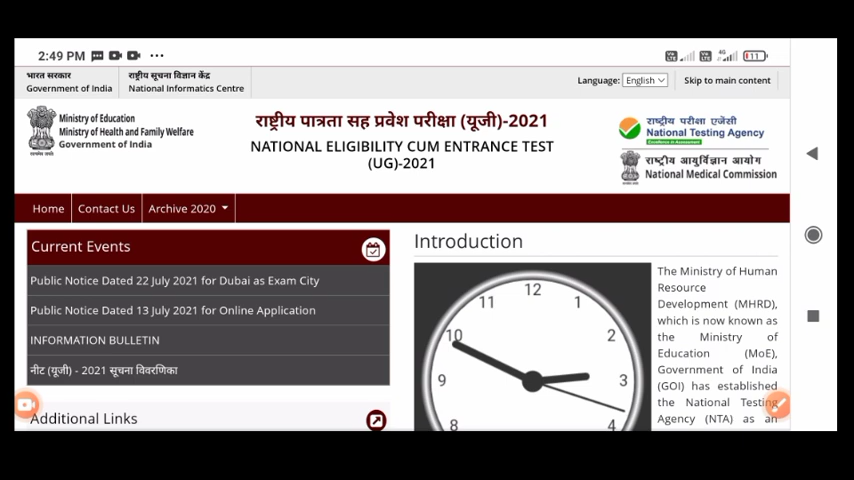 2:49 PM
4G
11
भारत सरकार
Government of India
राष्ट्रीय सूचना विज्ञान केंद्र
National Informatics Centre
Language: English
Skip to main content
Ministry of Education
Ministry of Health and Family Welfare
Government of India
राष्ट्रीय पात्रता सह प्रवेश परीक्षा (यूजी)-2021
NATIONAL ELIGIBILITY CUM ENTRANCE TEST
(UG)-2021
राष्ट्रीय परीक्षा एजेंसी
National Testing Agency
Excellence in Assessment
राष्ट्रीय आयुर्विज्ञान आयोग
National Medical Commission
Home
Contact Us
Archive 2020
Current Events
Public Notice Dated 22 July 2021 for Dubai as Exam City
Public Notice Dated 13 July 2021 for Online Application
INFORMATION BULLETIN
नीट (यूजी) - 2021 सूचना विवरणिका
Additional Links
Introduction
12
11
1
10
2
9
3
8
4
The Ministry of Human
Resource
Development (MHRD),
which is now known as
the Ministry of
Education (MoE),
Government of India
(GOI) has established
the National Testing
Agency (NTA) as an